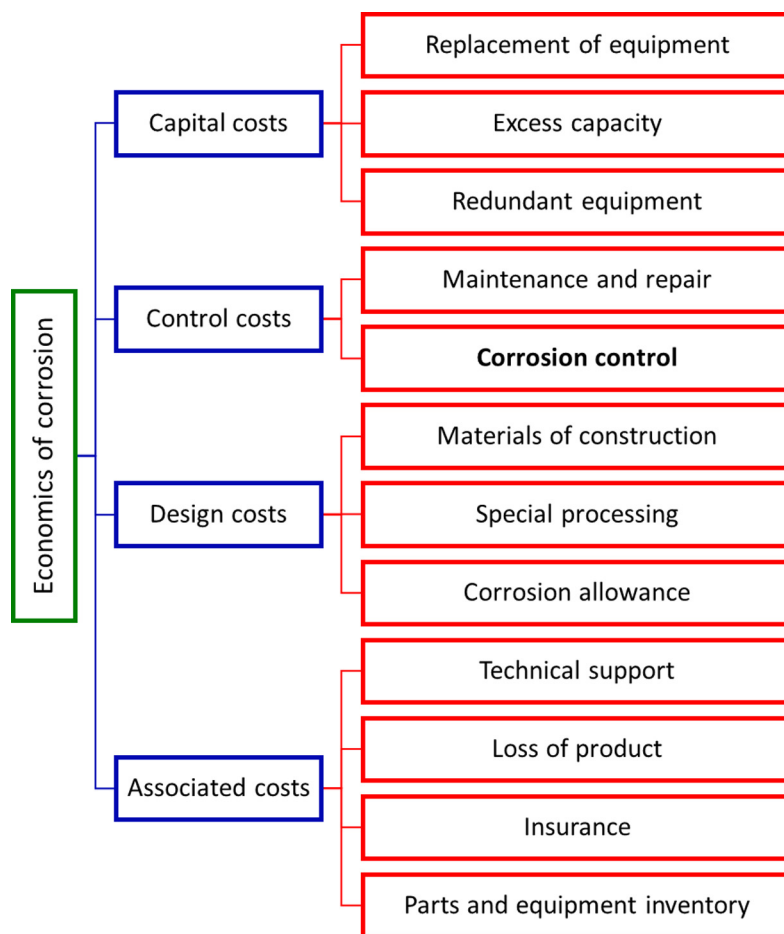 Economics of corrosion
Capital costs
Replacement of equipment
Excess capacity
Redundant equipment
Control costs
Maintenance and repair
Corrosion control
Design costs
Materials of construction
Special processing
Corrosion allowance
Associated costs
Technical support
Loss of product
Insurance
Parts and equipment inventory